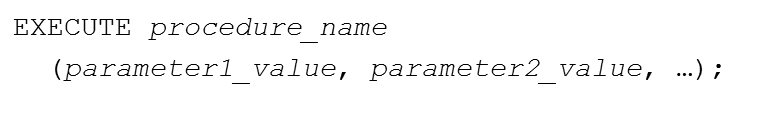 EXECUTE procedure_name
(parameter1_value, parameter2_value, …);